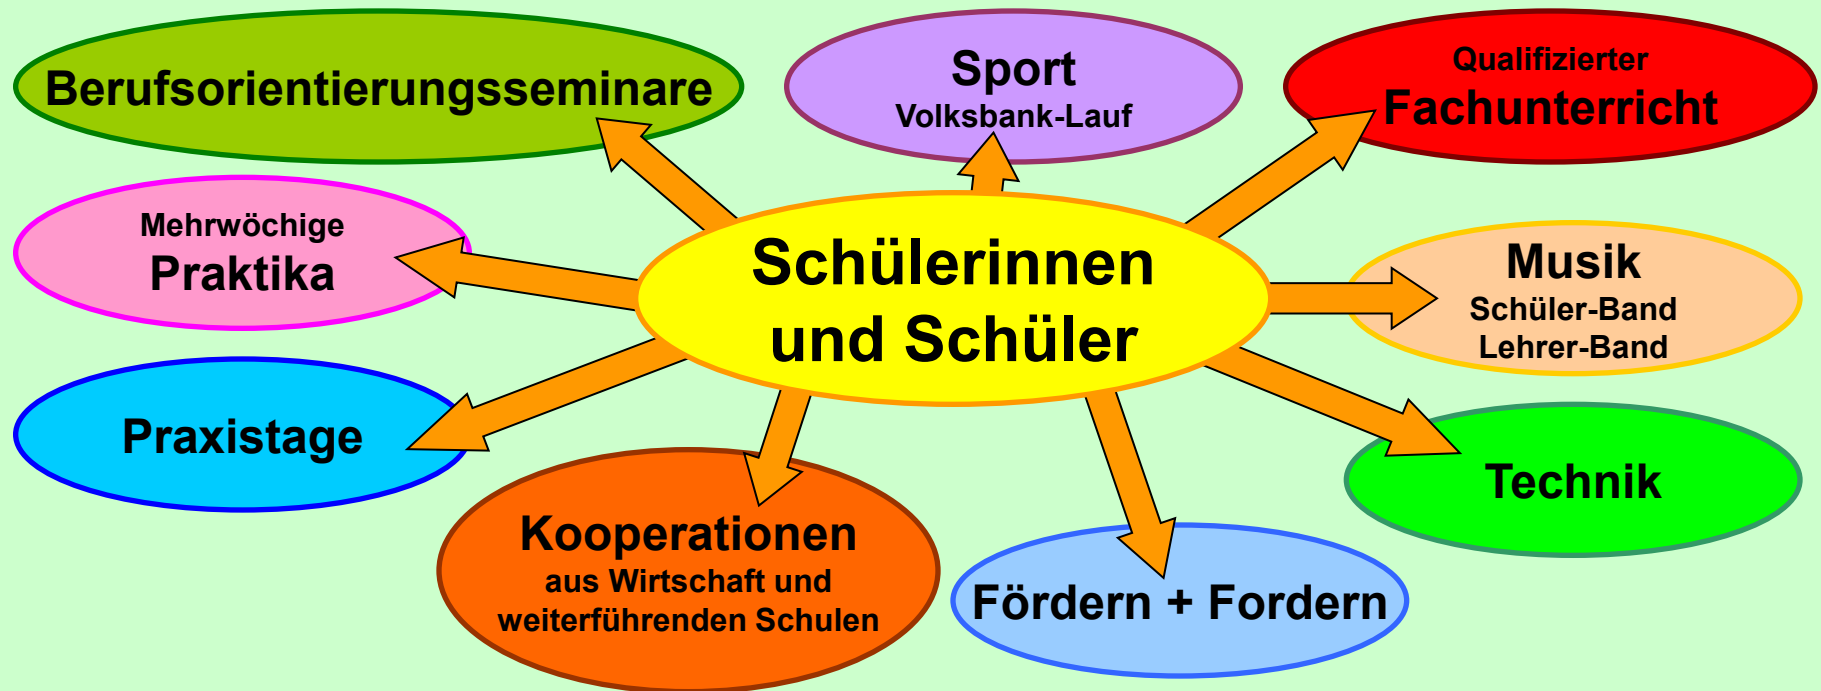 Berufsorientierungsseminare
Sport
Volksbank-Lauf
Qualifizierter
Fachunterricht
Mehrwöchige
Praktika
Schülerinnen
und Schüler
Musik
Schüler-Band
Lehrer-Band
Praxistage
Technik
Kooperationen
aus Wirtschaft und
weiterführenden Schulen
Fördern + Fordern